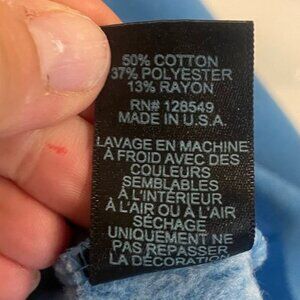 50% COTTON
37% POLYESTER
13% RAYON
RN# 128549
MADE IN U.S.A.
LAVAGE EN MACHINE
À FROID AVEC DES
COULEURS
SEMBLABLES
À L'INTÉRIEUR
À L'AIR OU À L'AIR
SÉCHAGE
UNIQUEMENT NE
PAS REPASSER
LA DÉCORATION